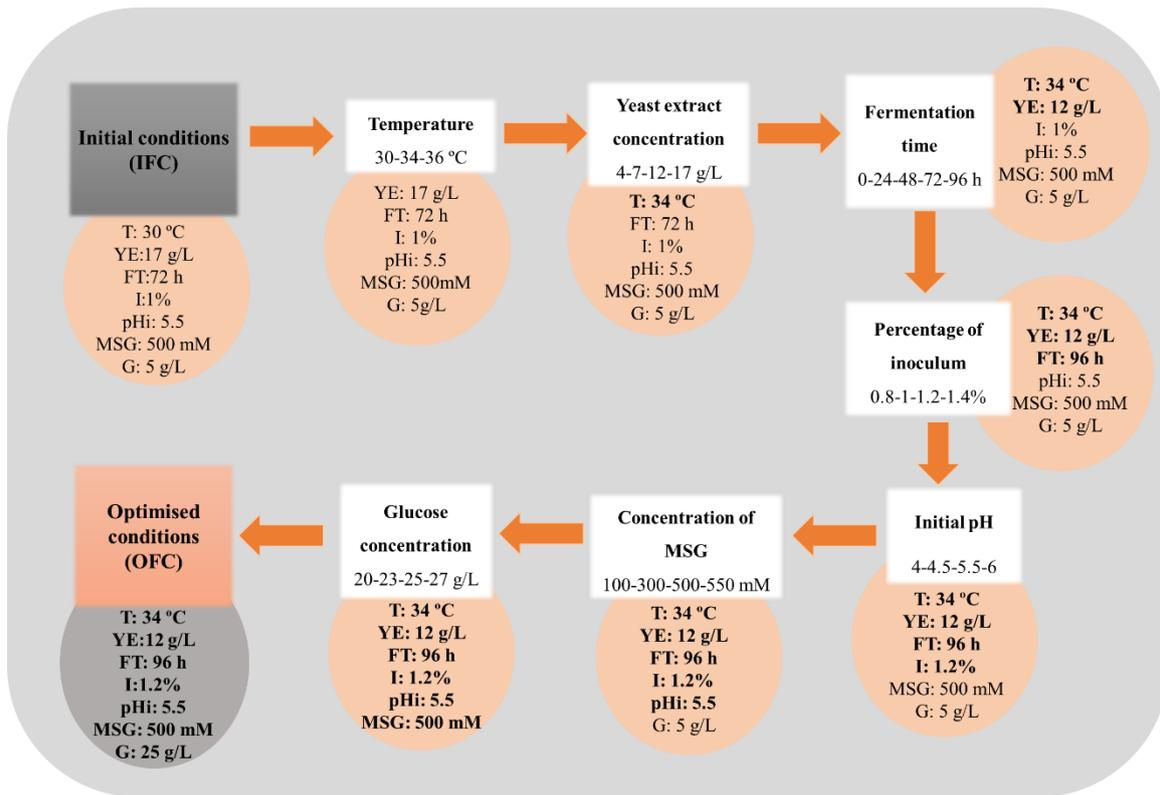 Initial conditions
(IFC)
T: 30 ºC
YE:17 g/L
FT:72 h
I:1%
pHi: 5.5
MSG: 500 mM
G: 5 g/L
Temperature
30-34-36 ºC
YE: 17 g/L
FT: 72 h
I: 1%
pHi: 5.5
MSG: 500mM
G: 5g/L
Yeast extract
concentration
4-7-12-17 g/L
T: 34 ºC
FT: 72 h
I: 1%
pHi: 5.5
MSG: 500 mM
G: 5 g/L
Fermentation
time
0-24-48-72-96 h
T: 34 ºC
YE: 12 g/L
I: 1%
pHi: 5.5
MSG: 500 mM
G: 5 g/L
Percentage of
inoculum
0.8-1-1.2-1.4%
T: 34 ºC
YE: 12 g/L
FT: 96 h
pHi: 5.5
MSG: 500 mM
G: 5 g/L
Initial pH
4-4.5-5.5-6
T: 34 ºC
YE: 12 g/L
FT: 96 h
I: 1.2%
MSG: 500 mM
G: 5 g/L
Concentration of
MSG
100-300-500-550 mM
T: 34 ºC
YE: 12 g/L
FT: 96 h
I: 1.2%
pHi: 5.5
G: 5 g/L
Glucose
concentration
20-23-25-27 g/L
T: 34 ºC
YE: 12 g/L
FT: 96 h
I: 1.2%
pHi: 5.5
MSG: 500 mM
Optimised
conditions
(OFC)
T: 34 ºC
YE:12 g/L
FT: 96 h
I:1.2%
pHi: 5.5
MSG: 500 mM
G: 25 g/L